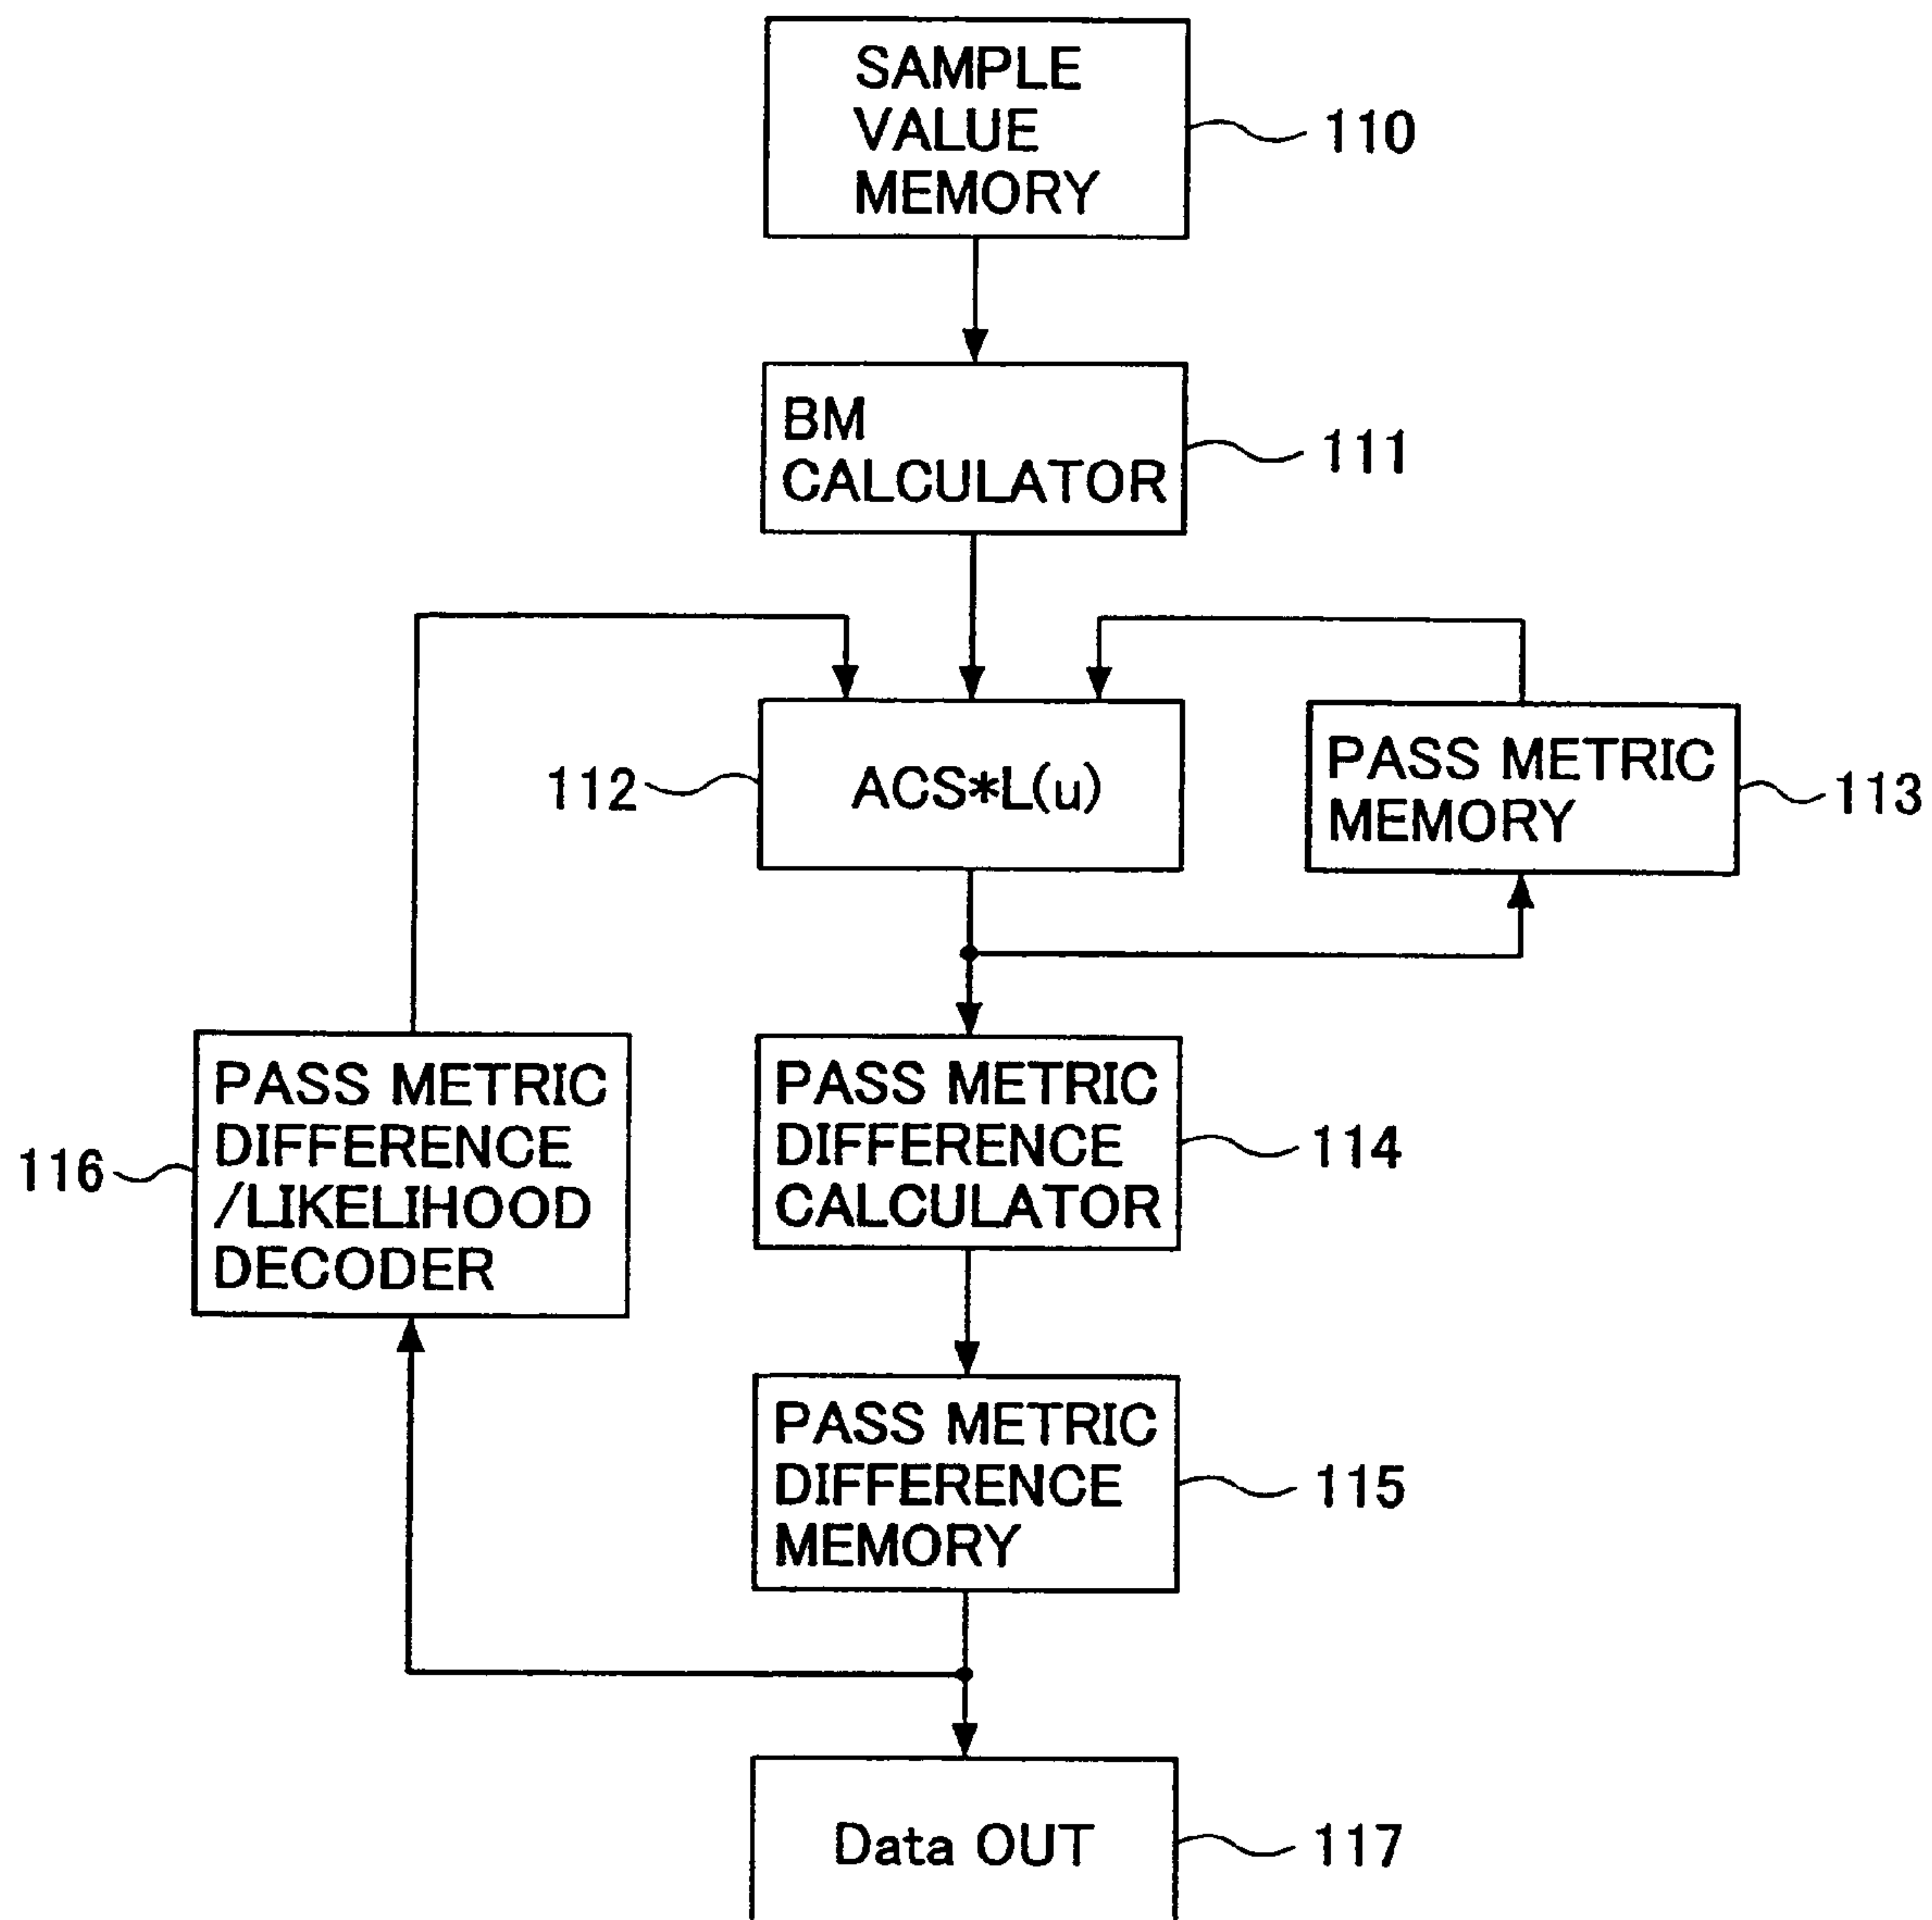 SAMPLE
VALUE
MEMORY
110
BM
CALCULATOR
111
112
ACS*L(u)
PASS METRIC
MEMORY
113
116
PASS METRIC
DIFFERENCE
/LIKELIHOOD
DECODER
PASS METRIC
DIFFERENCE
CALCULATOR
114
PASS METRIC
DIFFERENCE
MEMORY
115
Data OUT
117